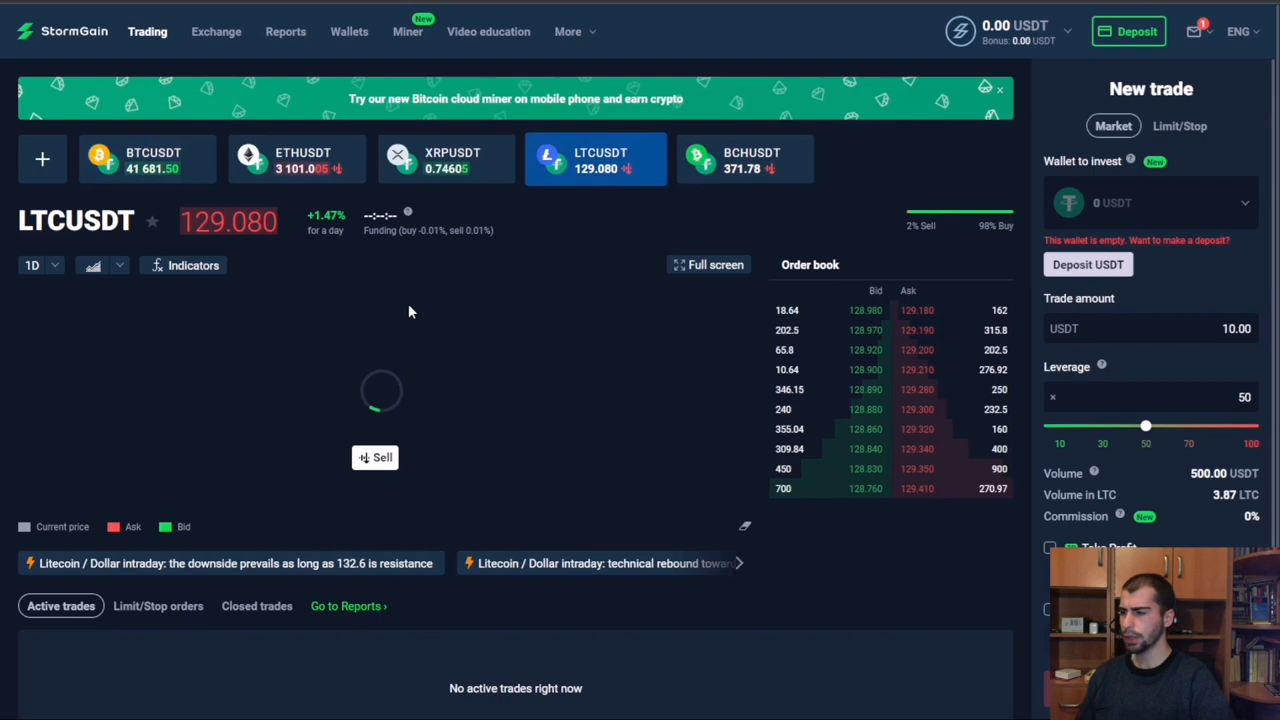 StormGain
Trading
Exchange
Reports
Wallets
Miner
New
Video education
More
0.00 USDT
Bonus: 0.00 USDT
Deposit
1
ENG
Try our new Bitcoin cloud miner on mobile phone and earn crypto
BTCUSDT
41 681.50
ETHUSDT
3 101.005
XRPUSDT
0.74605
LTCUSDT
129.080
BCHUSDT
371.78
LTCUSDT
129.080
+1.47%
for a day
--:--:--
Funding (buy -0.01%, sell 0.01%)
2% Sell
98% Buy
1D
Indicators
Full screen
Sell
Current price
Ask
Bid
Order book
Bid Ask
18.64 128.980 129.180 162
202.5 128.970 129.190 315.8
65.8 128.920 129.200 202.5
10.64 128.900 129.210 276.92
346.15 128.890 129.280 250
240 128.880 129.300 232.5
355.04 128.860 129.320 160
309.84 128.840 129.340 400
450 128.830 129.350 900
700 128.760 129.410 270.97
Litecoin / Dollar intraday: the downside prevails as long as 132.6 is resistance
Litecoin / Dollar intraday: technical rebound towar
Active trades
Limit/Stop orders
Closed trades
Go to Reports ›
No active trades right now
New trade
Market
Limit/Stop
Wallet to invest
New
0 USDT
This wallet is empty. Want to make a deposit?
Deposit USDT
Trade amount
USDT 10.00
Leverage
× 50
10 30 50 70 100
Volume 500.00 USDT
Volume in LTC 3.87 LTC
Commission New 0%
Take Profit